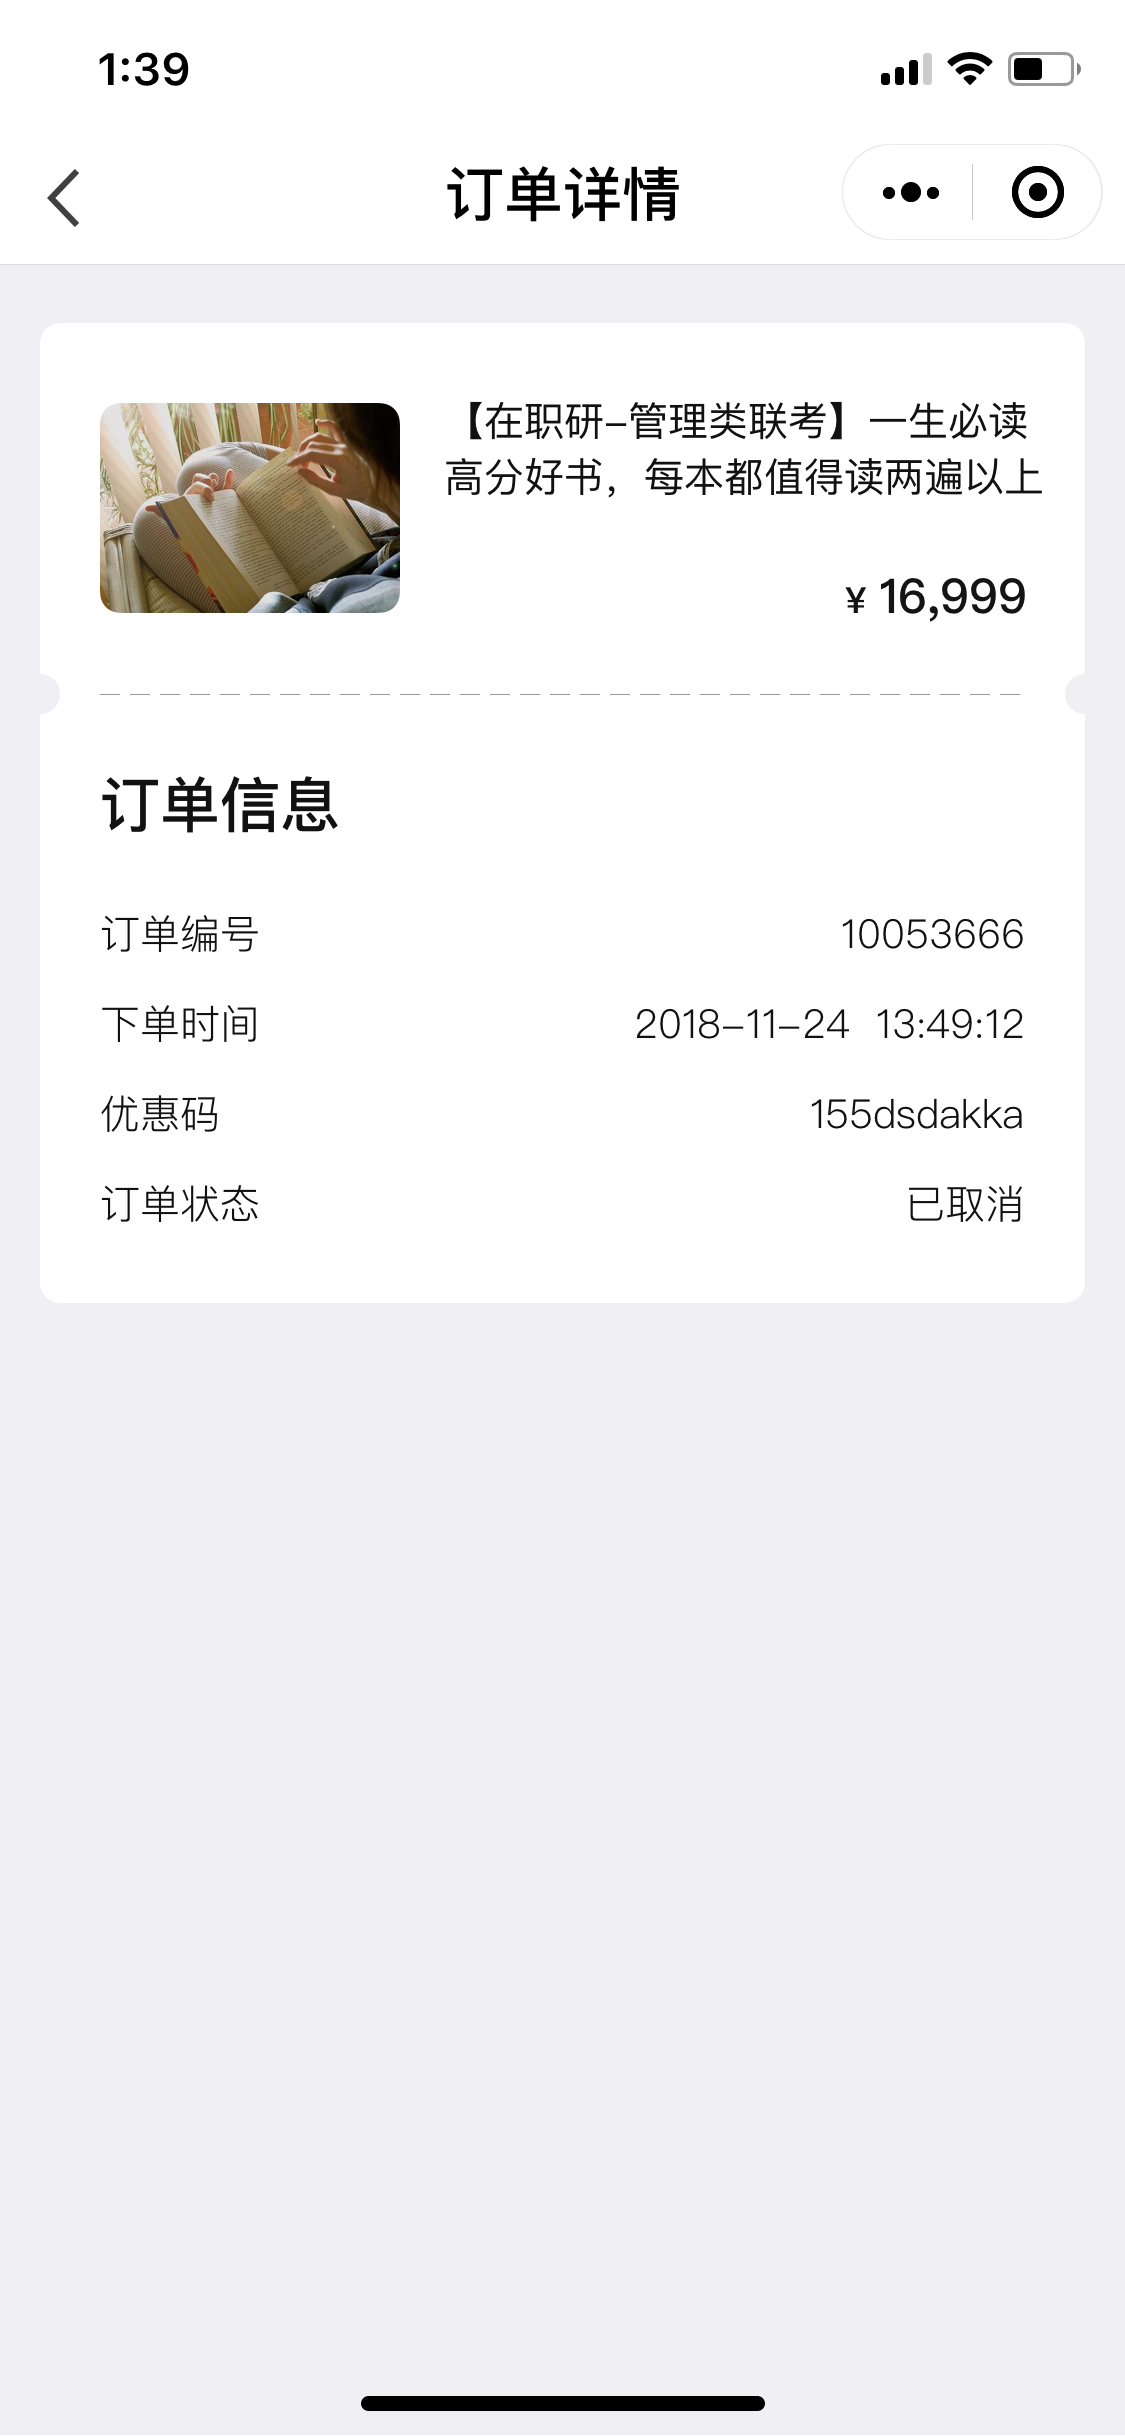 1:39
订单详情
【在职研-管理类联考】一生必读
高分好书，每本都值得读两遍以上
¥ 16,999
订单信息
订单编号 10053666
下单时间 2018-11-24 13:49:12
优惠码 155dsdakka
订单状态 已取消